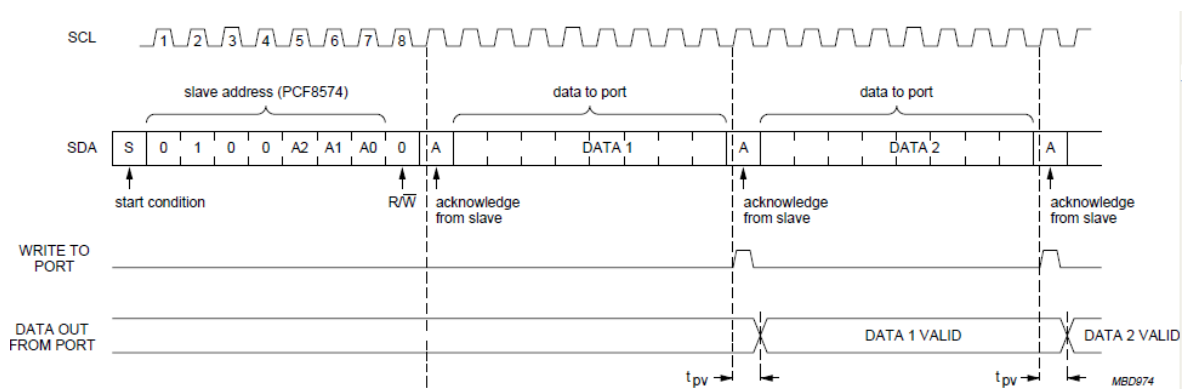 SCL 1 2 3 4 5 6 7 8
slave address (PCF8574) data to port data to port
SDA S 0 1 0 0 A2 A1 A0 0 A DATA 1 A DATA 2 A
start condition R/W̅ acknowledge from slave acknowledge from slave acknowledge from slave
WRITE TO
PORT
DATA OUT
FROM PORT
DATA 1 VALID DATA 2 VALID
tpv tpv MBD974